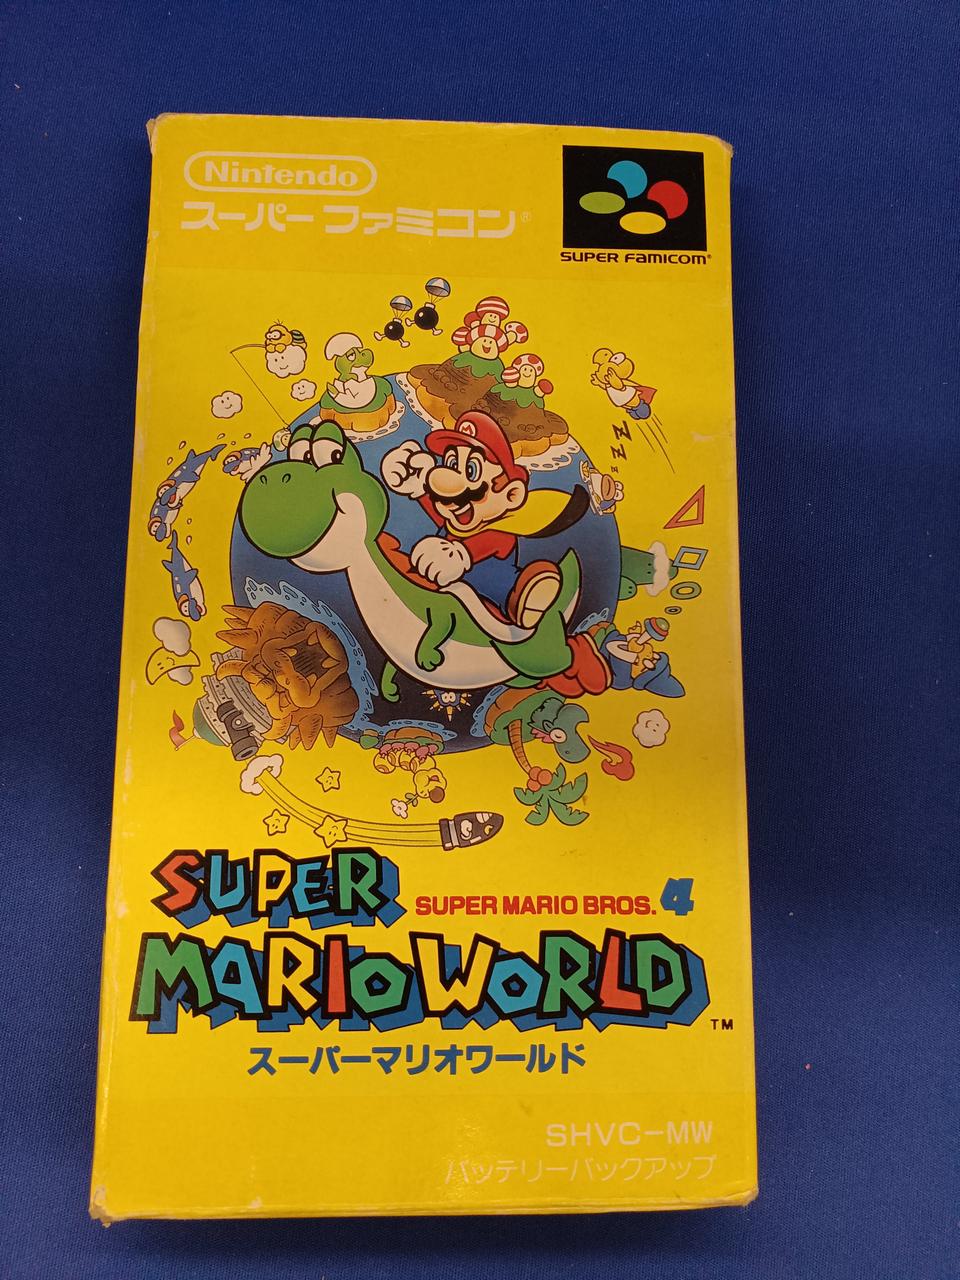 Nintendo
スーパーファミコン®
SUPER FAMICOM®
M
Z
Z
Z
SUPER
SUPER MARIO BROS. 4
MARIO WORLD
TM
スーパーマリオワールド
SHVC-MW
バッテリーバックアップ